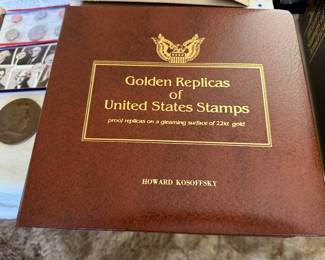 Golden Replicas
of
United States Stamps
proof replicas on a gleaming surface of 22kt gold
HOWARD KOSOFFSKY